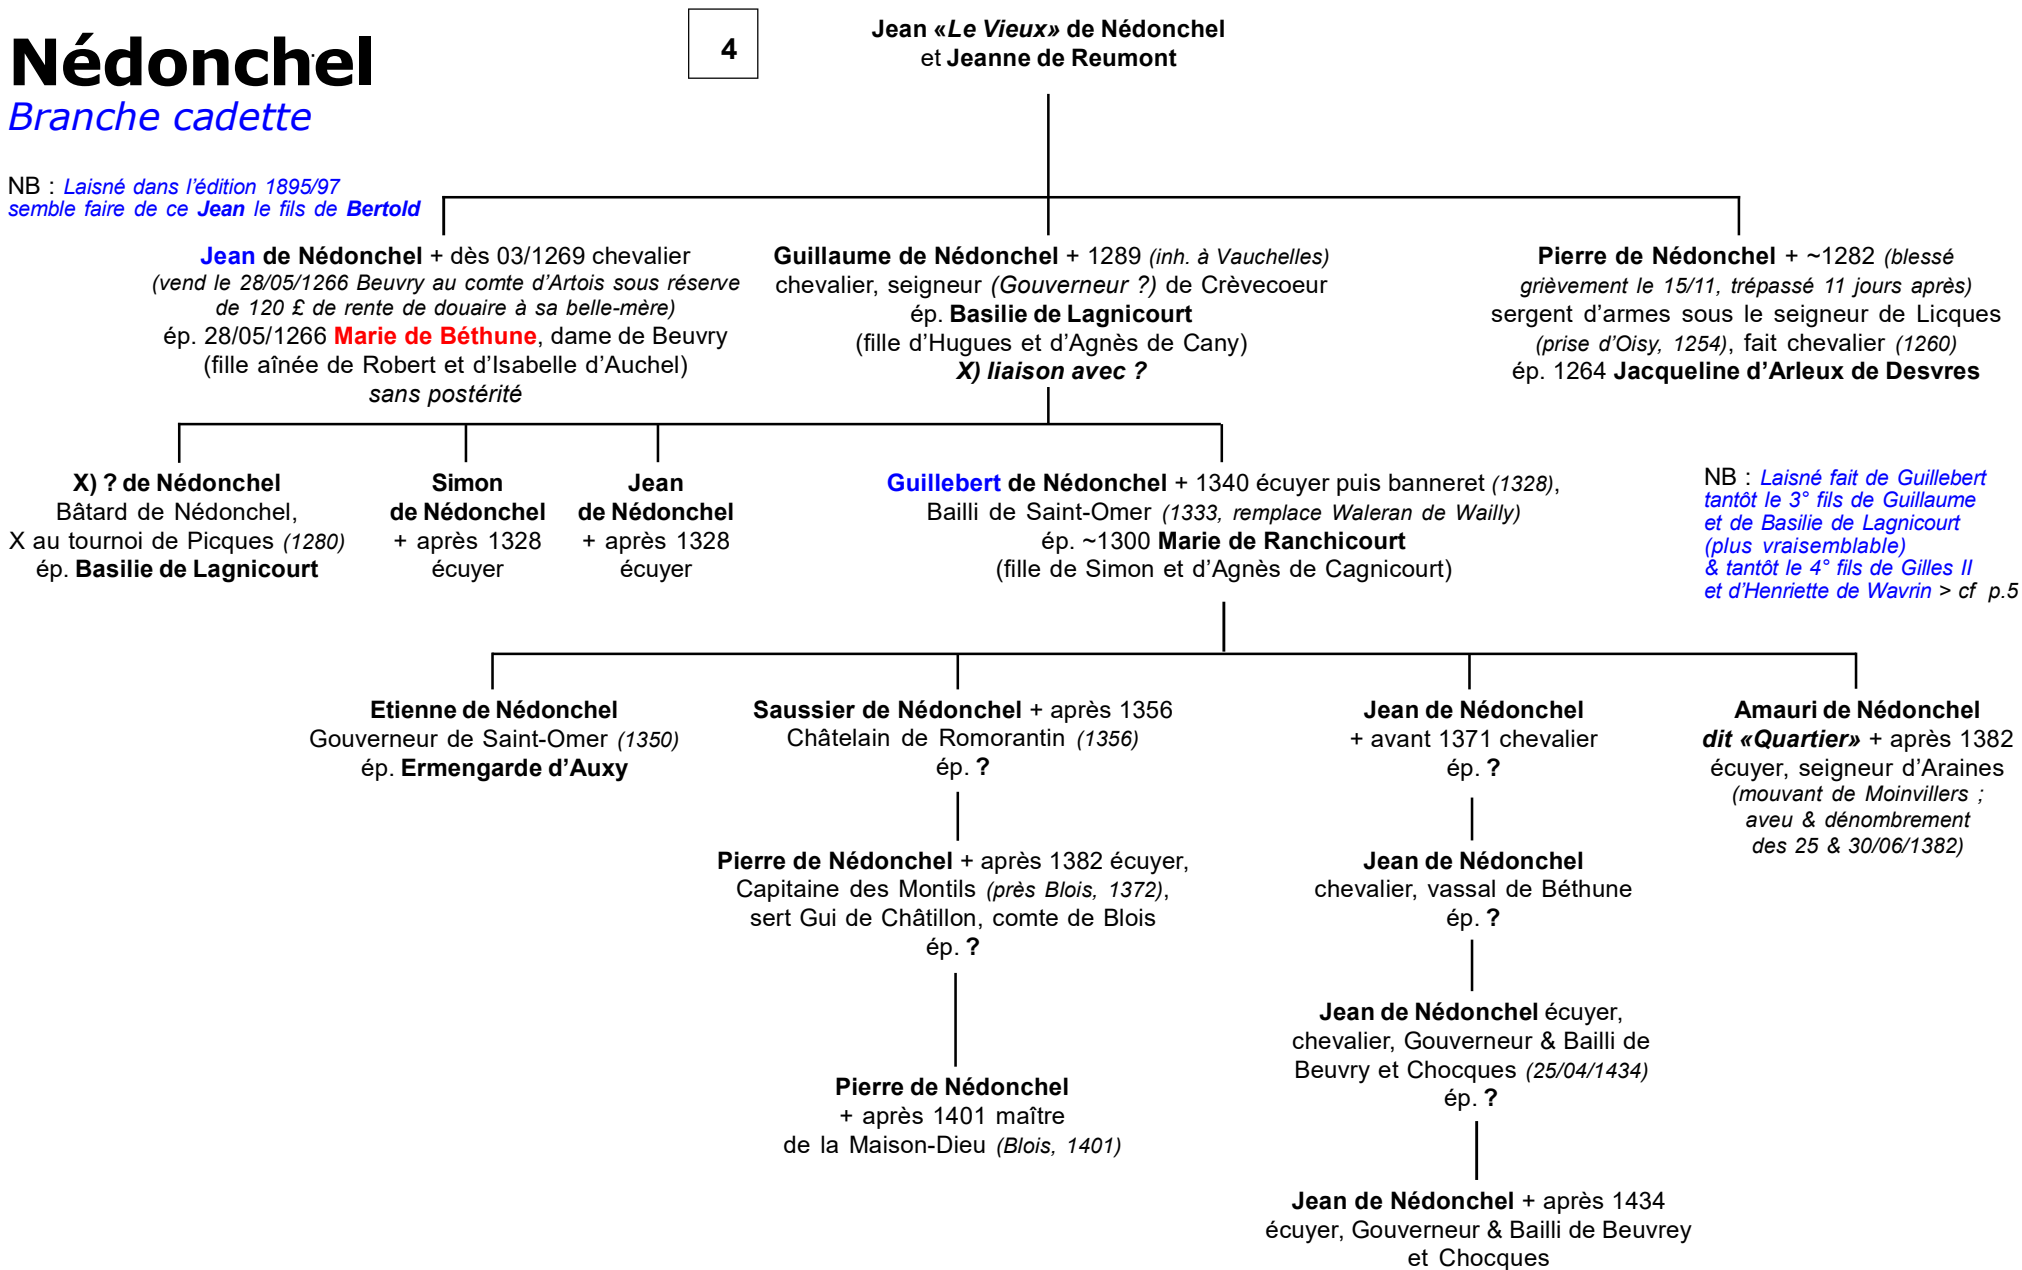 Nédonchel
Branche cadette
4
Jean «Le Vieux» de Nédonchel
et Jeanne de Reumont
NB : Laisné dans l'édition 1895/97
semble faire de ce Jean le fils de Bertold
Jean de Nédonchel + dès 03/1269 chevalier
(vend le 28/05/1266 Beuvry au comte d'Artois sous réserve
de 120 £ de rente de douaire à sa belle-mère)
ép. 28/05/1266 Marie de Béthune, dame de Beuvry
(fille aînée de Robert et d'Isabelle d'Auchel)
sans postérité
Guillaume de Nédonchel + 1289 (inh. à Vauchelles)
chevalier, seigneur (Gouverneur ?) de Crèvecoeur
ép. Basilie de Lagnicourt
(fille d'Hugues et d'Agnès de Cany)
X) liaison avec ?
Pierre de Nédonchel + ~1282 (blessé
grièvement le 15/11, trépassé 11 jours après)
sergent d'armes sous le seigneur de Licques
(prise d'Oisy, 1254), fait chevalier (1260)
ép. 1264 Jacqueline d'Arleux de Desvres
X) ? de Nédonchel
Bâtard de Nédonchel,
X au tournoi de Picques (1280)
ép. Basilie de Lagnicourt
Simon
de Nédonchel
+ après 1328
écuyer
Jean
de Nédonchel
+ après 1328
écuyer
Guillebert de Nédonchel + 1340 écuyer puis banneret (1328),
Bailli de Saint-Omer (1333, remplace Waleran de Wailly)
ép. ~1300 Marie de Ranchicourt
(fille de Simon et d'Agnès de Cagnicourt)
NB : Laisné fait de Guillebert
tantôt le 3° fils de Guillaume
et de Basilie de Lagnicourt
(plus vraisemblable)
& tantôt le 4° fils de Gilles II
et d'Henriette de Wavrin > cf p.5
Etienne de Nédonchel
Gouverneur de Saint-Omer (1350)
ép. Ermengarde d'Auxy
Saussier de Nédonchel + après 1356
Châtelain de Romorantin (1356)
ép. ?
Jean de Nédonchel
+ avant 1371 chevalier
ép. ?
Amauri de Nédonchel
dit «Quartier» + après 1382
écuyer, seigneur d'Araines
(mouvant de Moinvillers ;
aveu & dénombrement
des 25 & 30/06/1382)
Pierre de Nédonchel + après 1382 écuyer,
Capitaine des Montils (près Blois, 1372),
sert Gui de Châtillon, comte de Blois
ép. ?
Jean de Nédonchel
chevalier, vassal de Béthune
ép. ?
Jean de Nédonchel écuyer,
chevalier, Gouverneur & Bailli de
Beuvry et Chocques (25/04/1434)
ép. ?
Pierre de Nédonchel
+ après 1401 maître
de la Maison-Dieu (Blois, 1401)
Jean de Nédonchel + après 1434
écuyer, Gouverneur & Bailli de Beuvrey
et Chocques